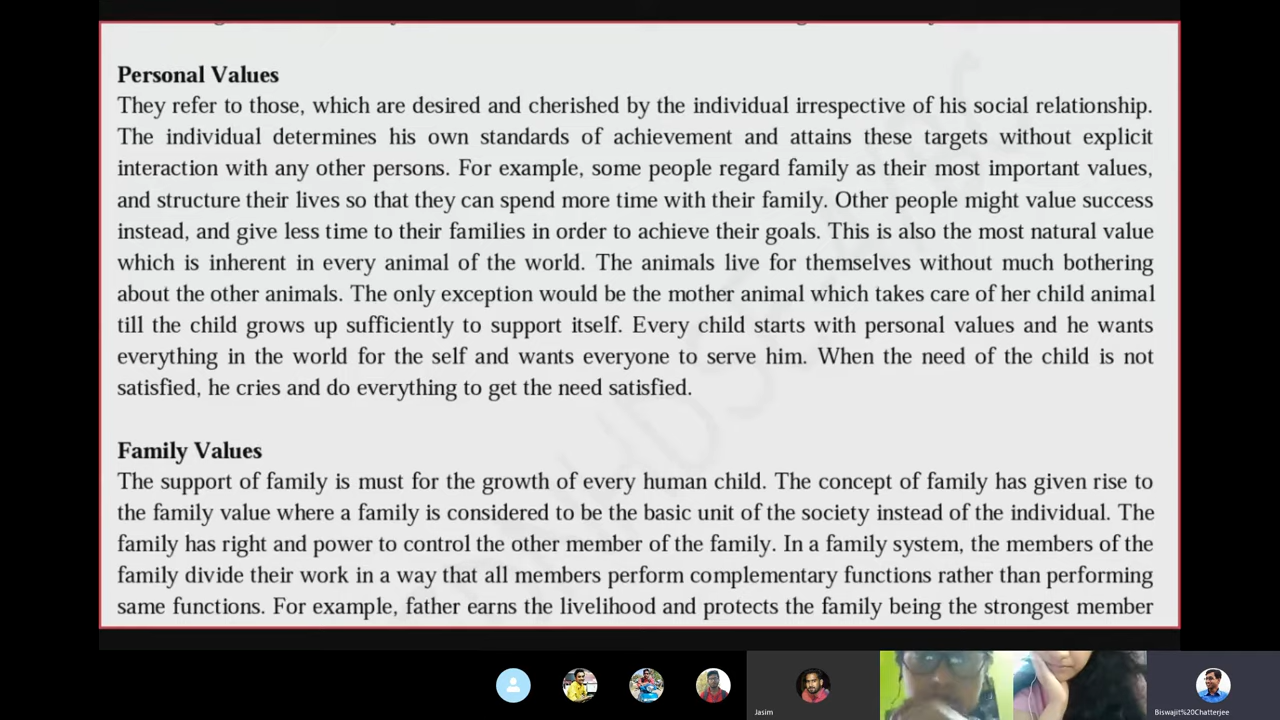 Personal Values
They refer to those, which are desired and cherished by the individual irrespective of his social relationship.
The individual determines his own standards of achievement and attains these targets without explicit
interaction with any other persons. For example, some people regard family as their most important values,
and structure their lives so that they can spend more time with their family. Other people might value success
instead, and give less time to their families in order to achieve their goals. This is also the most natural value
which is inherent in every animal of the world. The animals live for themselves without much bothering
about the other animals. The only exception would be the mother animal which takes care of her child animal
till the child grows up sufficiently to support itself. Every child starts with personal values and he wants
everything in the world for the self and wants everyone to serve him. When the need of the child is not
satisfied, he cries and do everything to get the need satisfied.
Family Values
The support of family is must for the growth of every human child. The concept of family has given rise to
the family value where a family is considered to be the basic unit of the society instead of the individual. The
family has right and power to control the other member of the family. In a family system, the members of the
family divide their work in a way that all members perform complementary functions rather than performing
same functions. For example, father earns the livelihood and protects the family being the strongest member
Jasim
Biswajit%20Chatterjee